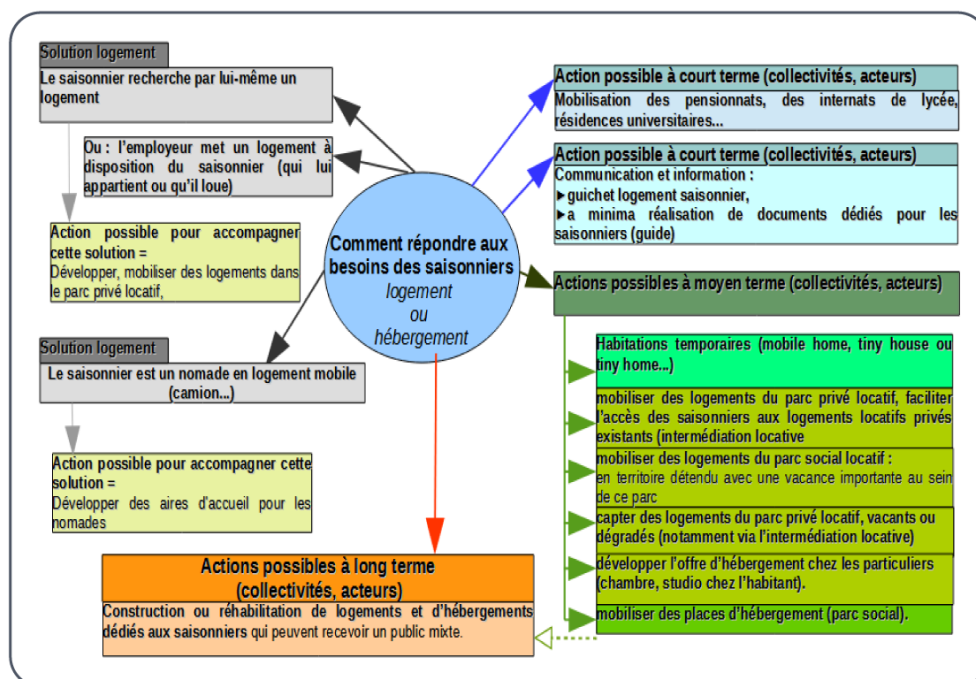 Solution logement
Le saisonnier recherche par lui-même un
logement
Ou : l'employeur met un logement à
disposition du saisonnier (qui lui
appartient ou qu'il loue)
Action possible pour accompagner
cette solution =
Développer, mobiliser des logements dans
le parc privé locatif,
Solution logement
Le saisonnier est un nomade en logement mobile
(camion...)
Action possible pour accompagner cette
solution =
Développer des aires d'accueil pour les
nomades
Comment répondre aux
besoins des saisonniers
logement
ou
hébergement
Action possible à court terme (collectivités, acteurs)
Mobilisation des pensionnats, des internats de lycée,
résidences universitaires...
Action possible à court terme (collectivités, acteurs)
Communication et information :
▸guichet logement saisonnier,
▸a minima réalisation de documents dédiés pour les
saisonniers (guide)
Actions possibles à moyen terme (collectivités, acteurs)
Habitations temporaires (mobile home, tiny house ou
tiny home...)
mobiliser des logements du parc privé locatif, faciliter
l'accès des saisonniers aux logements locatifs privés
existants (intermédiation locative
mobiliser des logements du parc social locatif :
en territoire détendu avec une vacance importante au sein
de ce parc
capter des logements du parc privé locatif, vacants ou
dégradés (notamment via l'intermédiation locative)
développer l'offre d'hébergement chez les particuliers
(chambre, studio chez l'habitant).
mobiliser des places d'hébergement (parc social).
Actions possibles à long terme
(collectivités, acteurs)
Construction ou réhabilitation de logements et d'hébergements
dédiés aux saisonniers qui peuvent recevoir un public mixte.